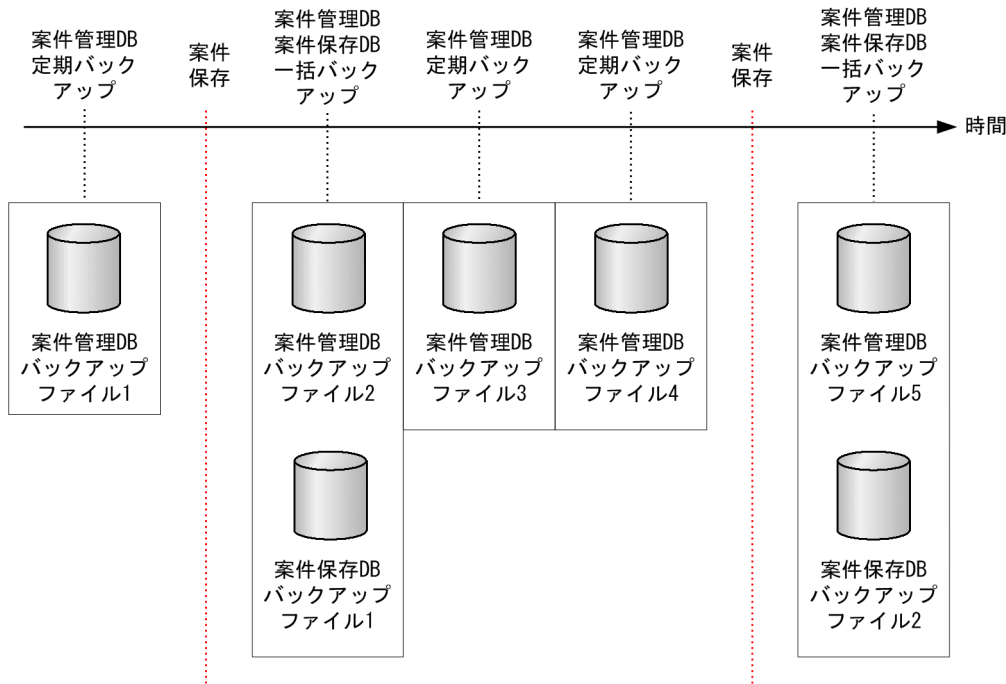 案件管理DB
定期バック
アップ
案件
保存
案件管理DB
案件保存DB
一括バック
アップ
案件管理DB
定期バック
アップ
案件管理DB
定期バック
アップ
案件
保存
案件管理DB
案件保存DB
一括バック
アップ
時間
案件管理DB
バックアップ
ファイル1
案件管理DB
バックアップ
ファイル2
案件管理DB
バックアップ
ファイル3
案件管理DB
バックアップ
ファイル4
案件管理DB
バックアップ
ファイル5
案件保存DB
バックアップ
ファイル1
案件保存DB
バックアップ
ファイル2